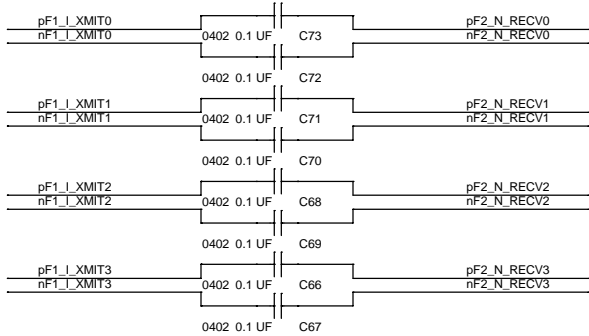 pF1_I_XMIT0 pF2_N_RECV0
nF1_I_XMIT0 0402 0.1 UF C73 nF2_N_RECV0
0402 0.1 UF C72
pF1_I_XMIT1 pF2_N_RECV1
nF1_I_XMIT1 0402 0.1 UF C71 nF2_N_RECV1
0402 0.1 UF C70
pF1_I_XMIT2 pF2_N_RECV2
nF1_I_XMIT2 0402 0.1 UF C68 nF2_N_RECV2
0402 0.1 UF C69
pF1_I_XMIT3 pF2_N_RECV3
nF1_I_XMIT3 0402 0.1 UF C66 nF2_N_RECV3
0402 0.1 UF C67